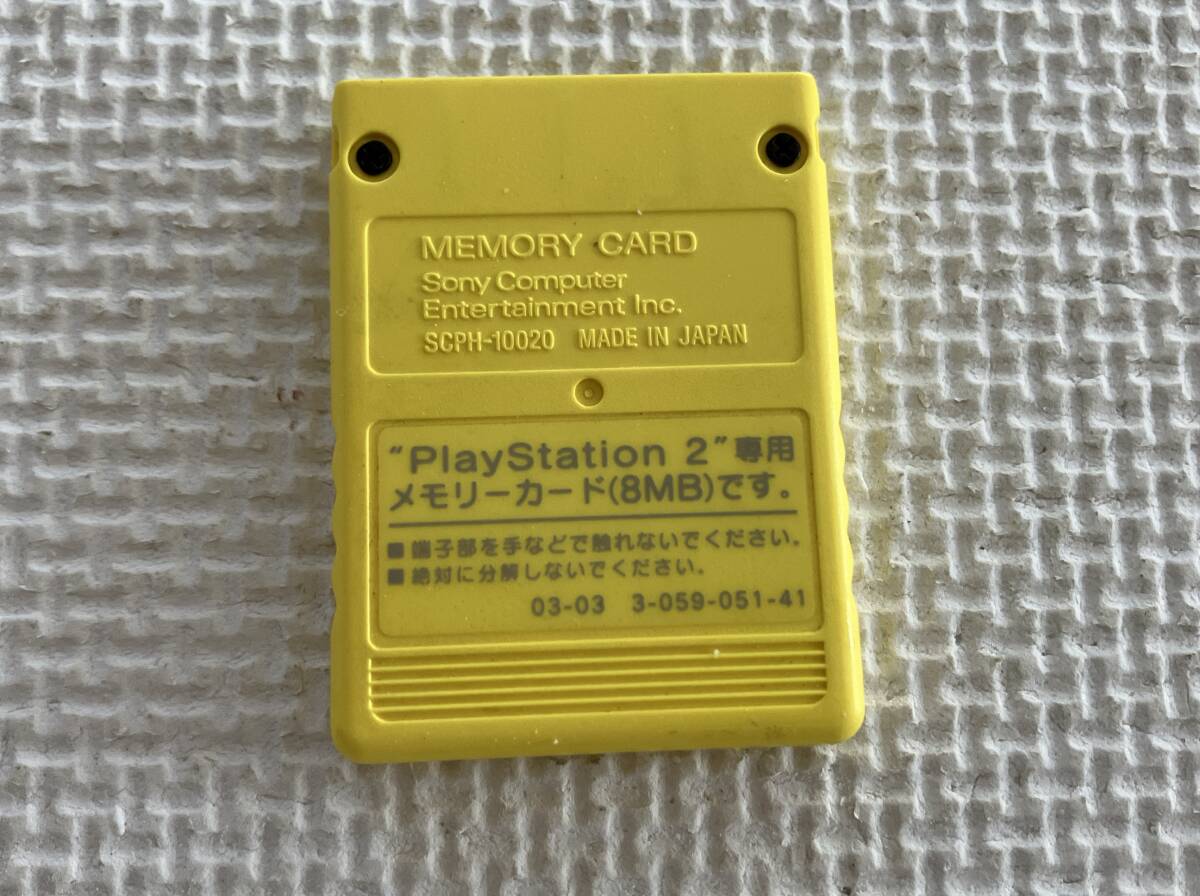 MEMORY CARD
Sony Computer
Entertainment Inc.
SCPH-10020 MADE IN JAPAN
"PlayStation 2"専用
メモリーカード(8MB)です。
■端子部を手などで触れないでください。
■絶対に分解しないでください。
03-03 3-059-051-41